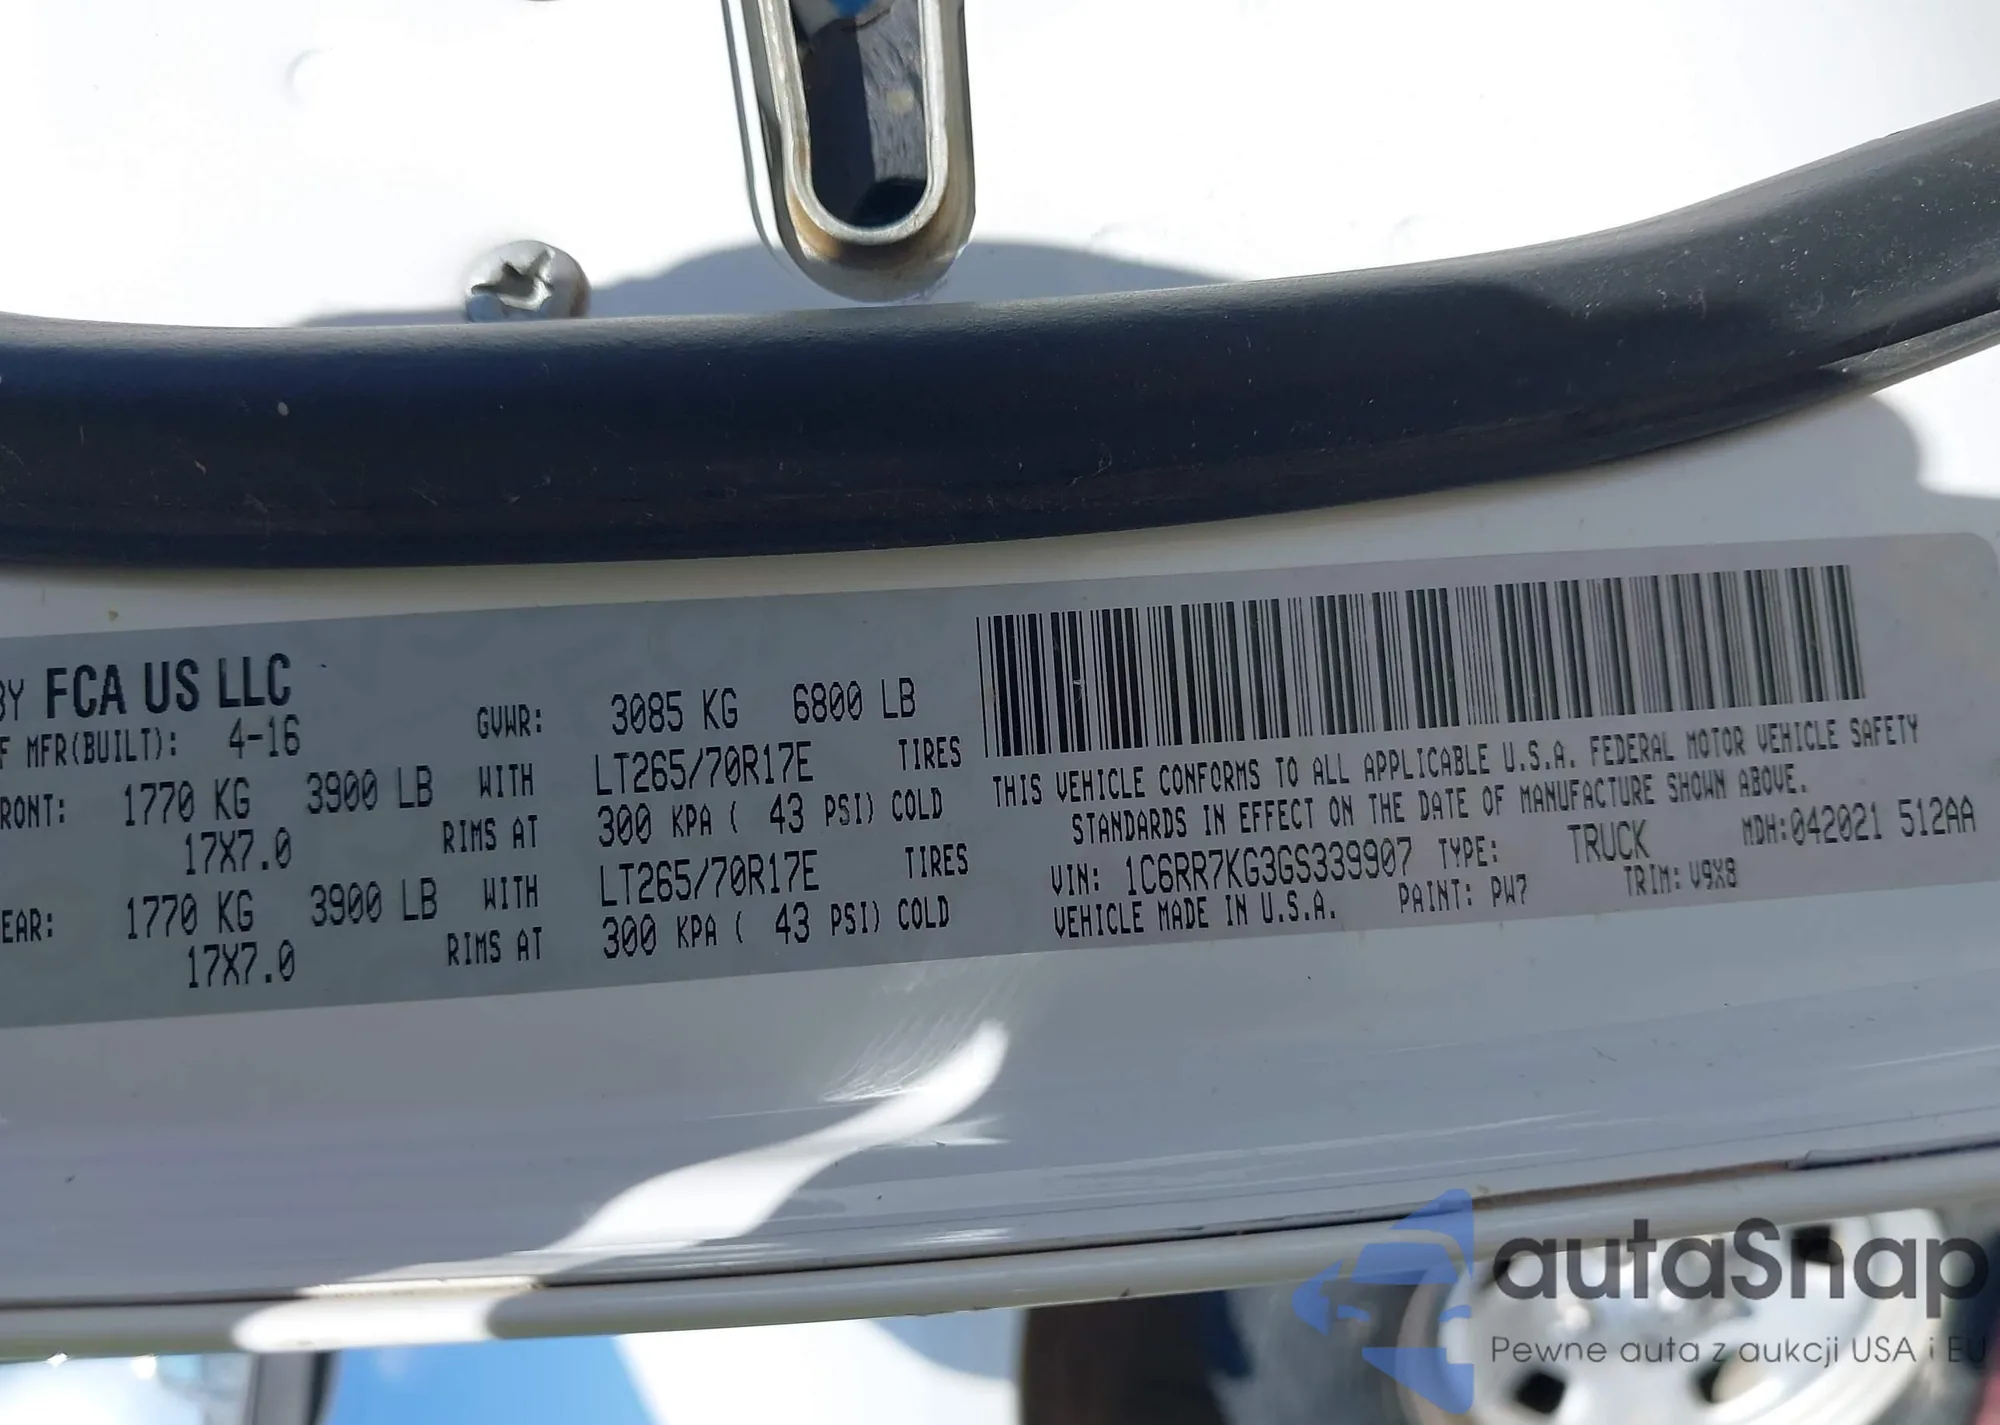 BY FCA US LLC
F MFR(BUILT): 4-16 GVWR: 3085 KG 6800 LB
RONT: 1770 KG 3900 LB WITH LT265/70R17E TIRES
17X7.0 RIMS AT 300 KPA ( 43 PSI) COLD
EAR: 1770 KG 3900 LB WITH LT265/70R17E TIRES
17X7.0 RIMS AT 300 KPA ( 43 PSI) COLD
THIS VEHICLE CONFORMS TO ALL APPLICABLE U.S.A. FEDERAL MOTOR VEHICLE SAFETY
STANDARDS IN EFFECT ON THE DATE OF MANUFACTURE SHOWN ABOVE.
MDH:042021 512AA
VIN: 1C6RR7KG3GS339907 TYPE: TRUCK
VEHICLE MADE IN U.S.A. PAINT: PW7 TRIM: V9X8
autaSnap
Pewne auta z aukcji USA i EU